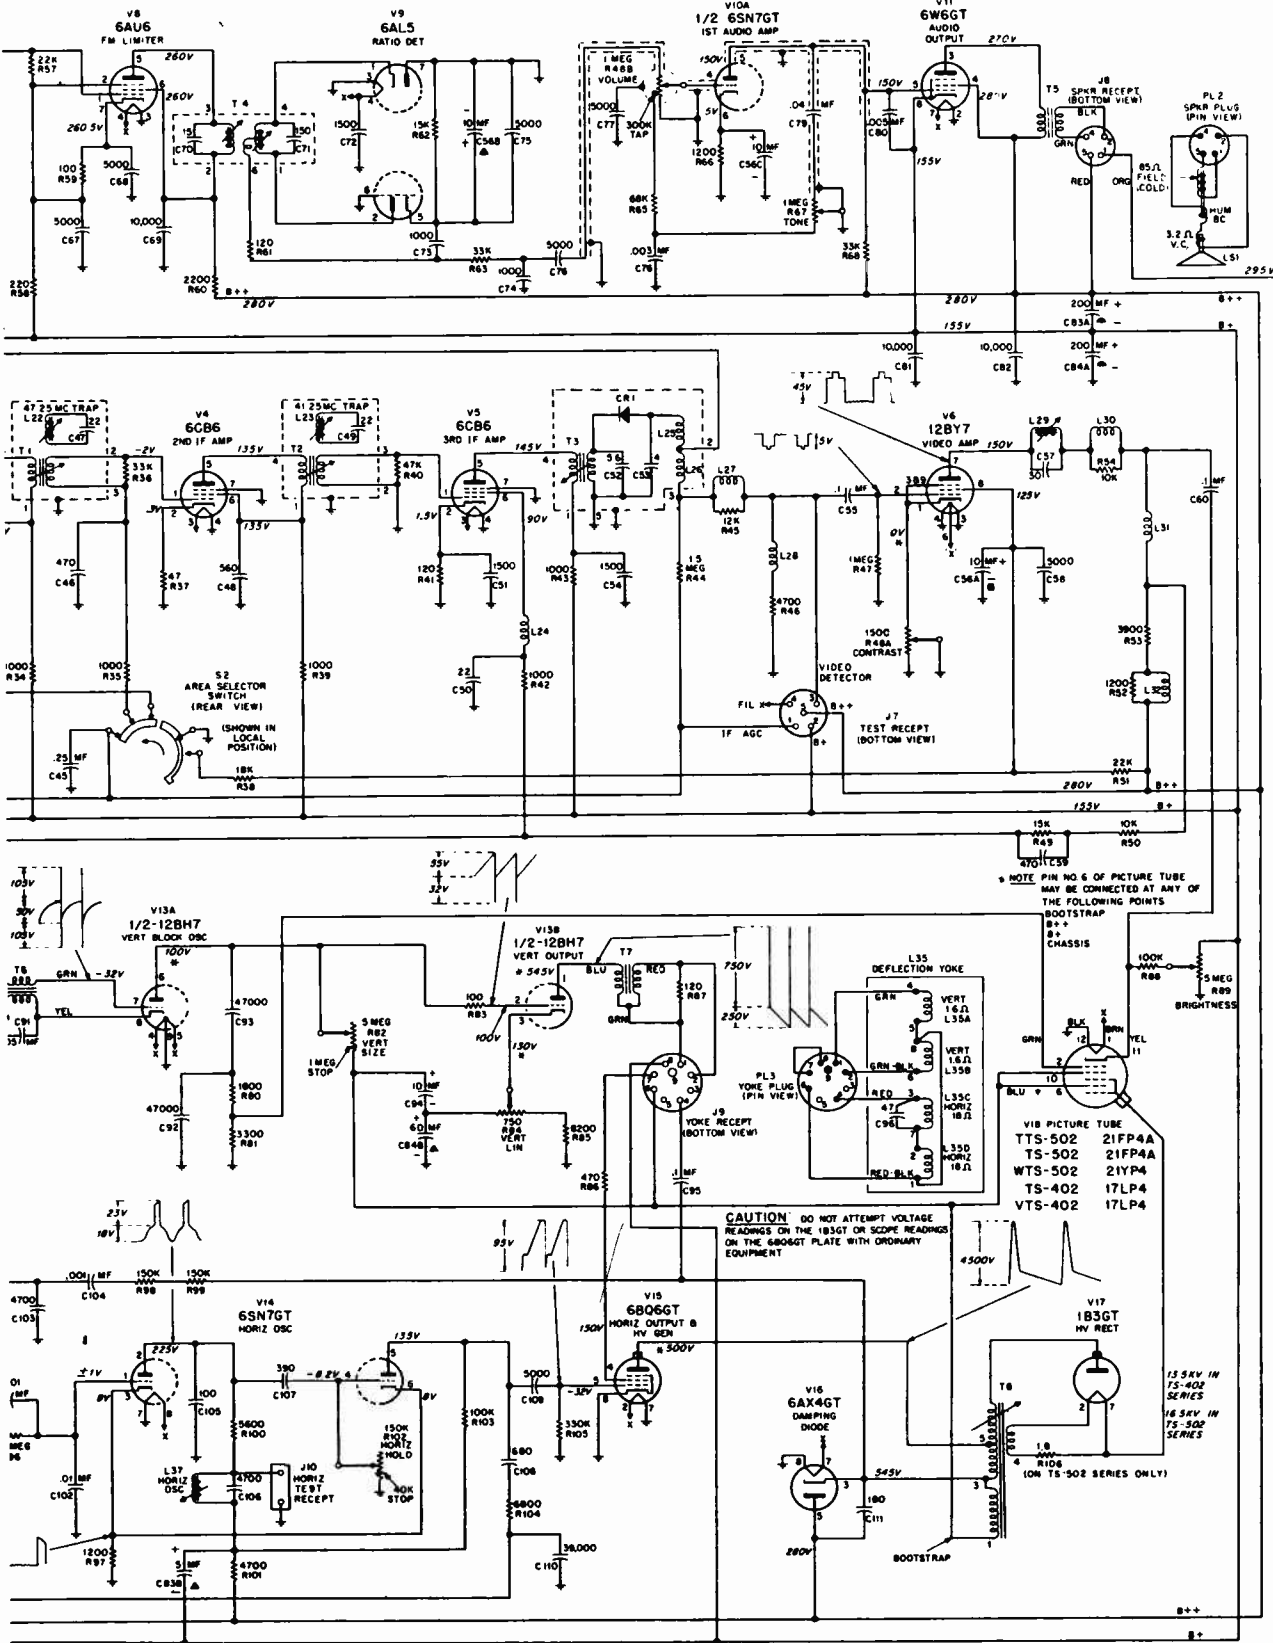 V8
6AU6
FM LIMITER
V9
6AL5
RATIO DET
V10A
1/2 6SN7GT
1ST AUDIO AMP
V11
6W6GT
AUDIO
OUTPUT
22K
R57
260V
260V
260 5V
100
R59
5000
C68
5000
C67
10,000
C69
220
R58
2200
R60
B++
280V
15
C70
T 4
150
C71
120
R61
1500
C72
15K
R62
10 MF
C56B
5000
C75
1000
C73
33K
R63
1000
C74
5000
C76
1 MEG
R48B
VOLUME
5000
C77
300K
TAP
150V
5V
68K
R65
.003 MF
C78
1200
R66
10 MF
C56C
.04 MF
C79
1 MEG
R67
TONE
33K
R68
150V
.005 MF
C80
155V
270V
T5
J8
SPKR RECEPT
(BOTTOM VIEW)
BLK
GRN
RED
ORG
PL 2
SPKR PLUG
(PIN VIEW)
65Ω
FIELD
(COLD)
HUM
BC
3.2 Ω
V.C.
LS1
295V
280V
B++
200 MF +
C83A
155V
B+
10,000
C81
10,000
C82
200 MF +
C84A
47 25 MC TRAP
L22
22
C47
T 1
V4
6CB6
2ND IF AMP
41.25MC TRAP
L23
22
C49
T2
V5
6CB6
3RD IF AMP
-2V
33K
R36
135V
47K
R40
145V
T 3
CR1
L25
L26
5 6
C52
C53
L27
12K
R45
45V
5V
V6
12BY7
VIDEO AMP
150V
L29
C57
30
L30
R54
10K
.1 MF
C60
470
C46
47
R37
560
C48
135V
1.5V
120
R41
1500
C51
90V
1000
R43
1500
C54
1.5
MEG
R44
L28
4700
R46
.1 MF
C55
1MEG
R47
0V
*
125V
10 MF+
C56A
5000
C58
L31
3900
R53
1200
R52
L32
1000
R34
1000
R35
S2
AREA SELECTOR
SWITCH
(REAR VIEW)
(SHOWN IN
LOCAL
POSITION)
1000
R39
L24
22
C50
1000
R42
1500
R48A
CONTRAST
VIDEO
DETECTOR
FIL X
B++
IF AGC
B+
J7
TEST RECEPT
(BOTTOM VIEW)
.25 MF
C45
18K
R38
22K
R51
280V
B++
155V
B+
15K
R49
470
C59
10K
R50
* NOTE PIN NO. 6 OF PICTURE TUBE
MAY BE CONNECTED AT ANY OF
THE FOLLOWING POINTS
BOOTSTRAP
B++
B+
CHASSIS
105V
90V
105V
V13A
1/2-12BH7
VERT BLOCK OSC
100V
*
55V
32V
V13B
1/2-12BH7
VERT OUTPUT
* 545V
T6
GRN
-32V
YEL
C91
47000
C93
5 MEG
R82
VERT
SIZE
1 MEG
STOP
100
R83
100V
130V
*
BLU
T7
RED
GRN
120
R87
750V
250V
L35
DEFLECTION YOKE
GRN
VERT
1.6Ω
L35A
GRN-BLK
VERT
1.6Ω
L35B
RED
47
C96
L35C
HORIZ
18Ω
L35D
HORIZ
18Ω
RED-BLK
PL3
YOKE PLUG
(PIN VIEW)
J9
YOKE RECEPT
(BOTTOM VIEW)
100K
R88
5 MEG
R89
BRIGHTNESS
BLK
BRN
GRN
YEL
BLU
47000
C92
1800
R80
3300
R81
10 MF
C94
60 MF
C84B
750
R84
VERT
LIN
8200
R85
470
R86
.1 MF
C95
V18 PICTURE TUBE
TTS-502 21FP4A
TS-502 21FP4A
WTS-502 21YP4
TS-402 17LP4
VTS-402 17LP4
CAUTION DO NOT ATTEMPT VOLTAGE
READINGS ON THE 1B3GT OR SCOPE READINGS
ON THE 6BQ6GT PLATE WITH ORDINARY
EQUIPMENT
23V
18V
95V
4500V
.001 MF
C104
150K
R98
150K
R99
4700
C103
V14
6SN7GT
HORIZ OSC
V15
6BQ6GT
HORIZ OUTPUT &
HV GEN
* 500V
150V
V17
1B3GT
HV RECT
225V
±1V
8V
100
C105
390
C107
-8.2V
135V
8V
100K
R103
5000
C109
-32V
330K
R105
V16
6AX4GT
DAMPING
DIODE
T8
13 5KV IN
TS-402
SERIES
16.5KV IN
TS-502
SERIES
5600
R100
150K
R102
HORIZ
HOLD
40K
STOP
L37
HORIZ
OSC
4700
C106
J10
HORIZ
TEST
RECEPT
.01 MF
C102
680
C108
6800
R104
545V
180
C111
280V
1.8
R106
(ON TS-502 SERIES ONLY)
1200
R97
5 MF
C83B
4700
R101
39,000
C110
BOOTSTRAP
B++
B+